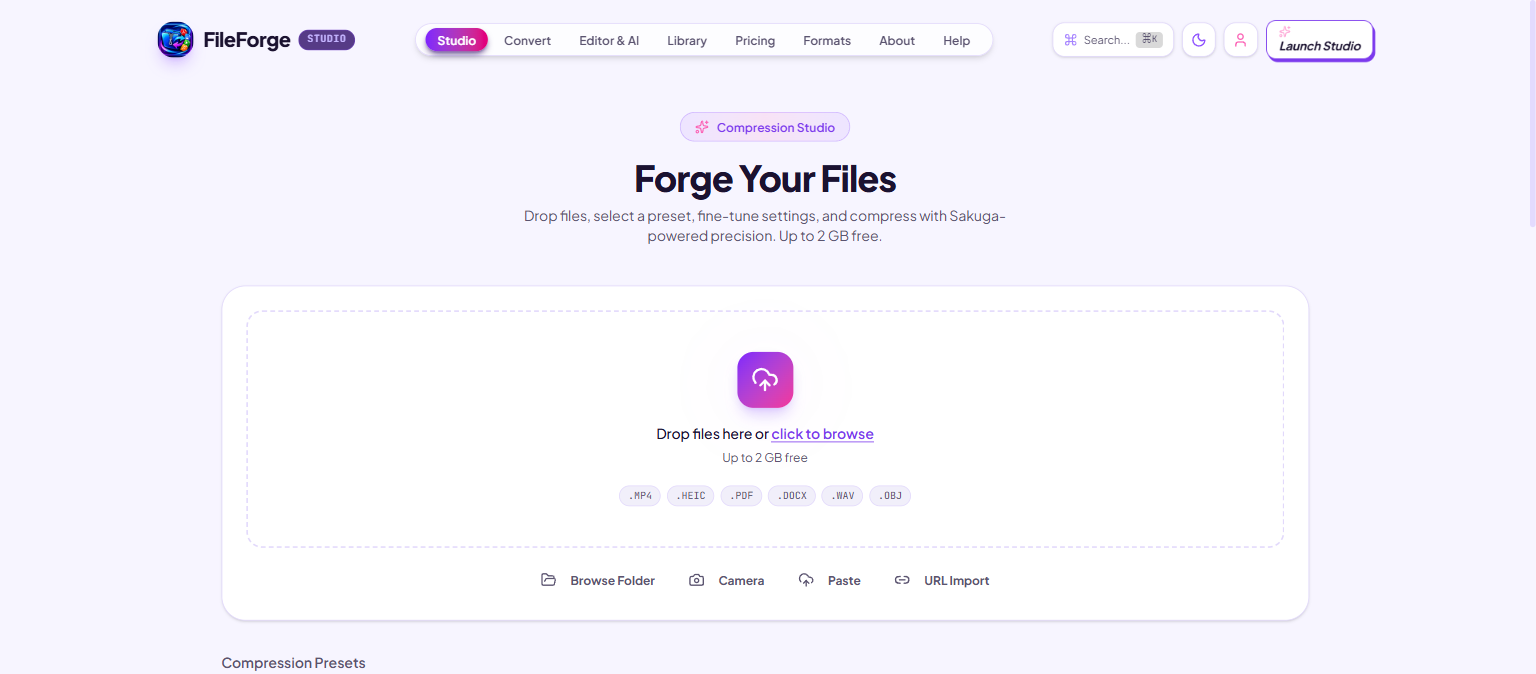 FileForge STUDIO Studio Convert Editor & AI Library Pricing Formats About Help Search... ⌘K Launch Studio
Compression Studio
Forge Your Files
Drop files, select a preset, fine-tune settings, and compress with Sakuga-
powered precision. Up to 2 GB free.
Drop files here or click to browse
Up to 2 GB free
.MP4 .HEIC .PDF .DOCX .WAV .OBJ
Browse Folder Camera Paste URL Import
Compression Presets